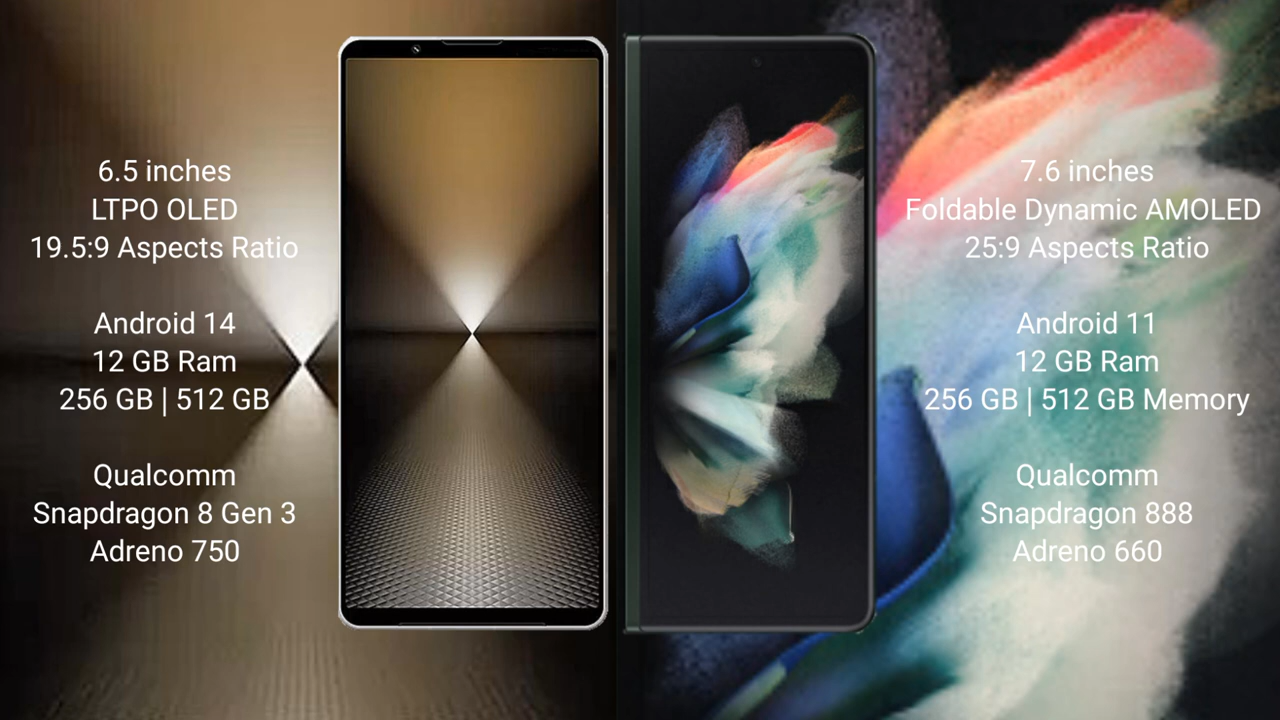 6.5 inches
LTPO OLED
19.5:9 Aspects Ratio
Android 14
12 GB Ram
256 GB | 512 GB
Qualcomm
Snapdragon 8 Gen 3
Adreno 750
7.6 inches
Foldable Dynamic AMOLED
25:9 Aspects Ratio
Android 11
12 GB Ram
256 GB | 512 GB Memory
Qualcomm
Snapdragon 888
Adreno 660